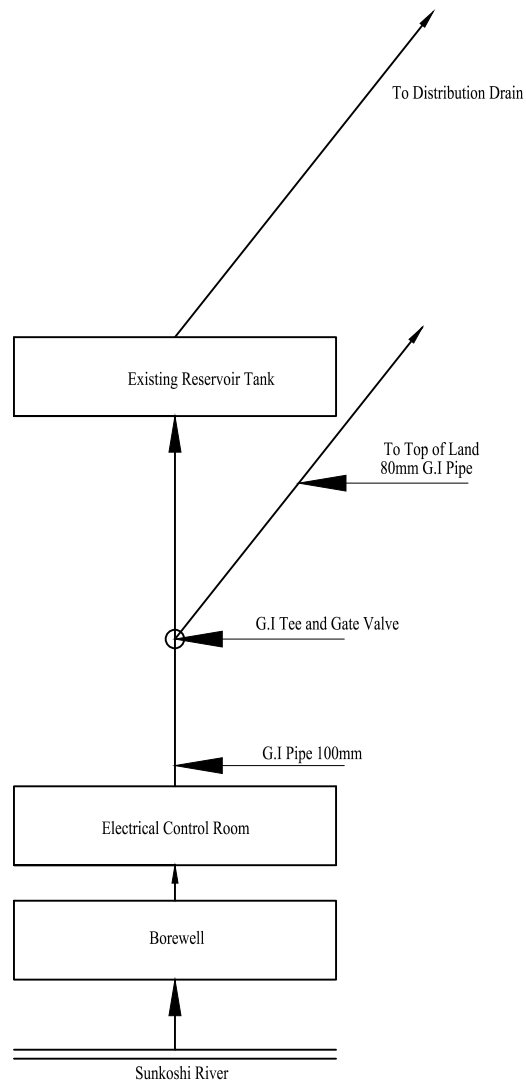 To Distribution Drain
Existing Reservoir Tank
To Top of Land
80mm G.I Pipe
G.I Tee and Gate Valve
G.I Pipe 100mm
Electrical Control Room
Borewell
Sunkoshi River